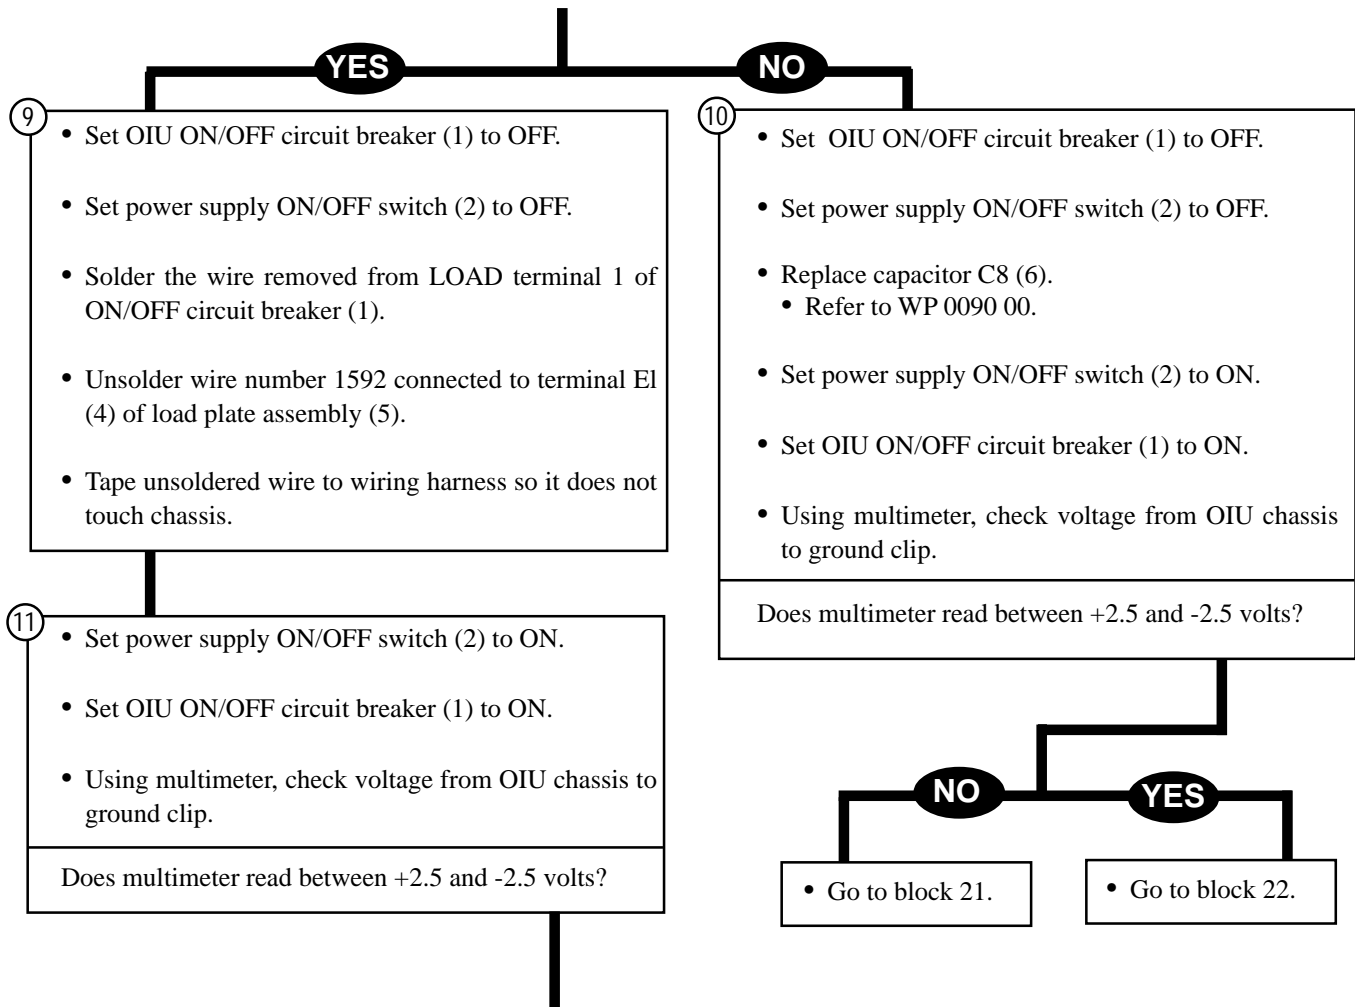 YES
NO
9
• Set OIU ON/OFF circuit breaker (1) to OFF.
• Set power supply ON/OFF switch (2) to OFF.
• Solder the wire removed from LOAD terminal 1 of
ON/OFF circuit breaker (1).
• Unsolder wire number 1592 connected to terminal El
(4) of load plate assembly (5).
• Tape unsoldered wire to wiring harness so it does not
touch chassis.
10
• Set OIU ON/OFF circuit breaker (1) to OFF.
• Set power supply ON/OFF switch (2) to OFF.
• Replace capacitor C8 (6).
• Refer to WP 0090 00.
• Set power supply ON/OFF switch (2) to ON.
• Set OIU ON/OFF circuit breaker (1) to ON.
• Using multimeter, check voltage from OIU chassis
to ground clip.
Does multimeter read between +2.5 and -2.5 volts?
11
• Set power supply ON/OFF switch (2) to ON.
• Set OIU ON/OFF circuit breaker (1) to ON.
• Using multimeter, check voltage from OIU chassis to
ground clip.
Does multimeter read between +2.5 and -2.5 volts?
NO
YES
• Go to block 21.
• Go to block 22.